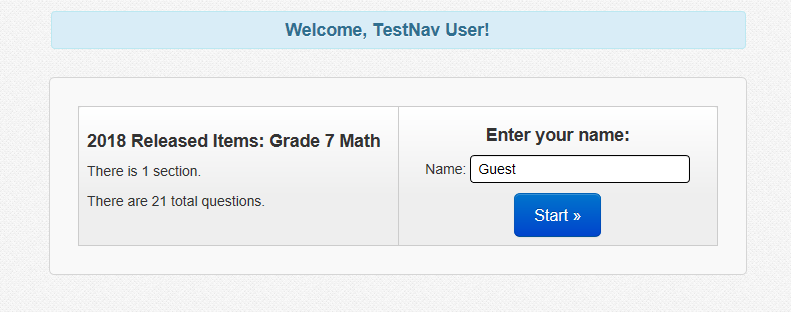 Welcome, TestNav User!
2018 Released Items: Grade 7 Math
There is 1 section.
There are 21 total questions.
Enter your name:
Name: Guest
Start »